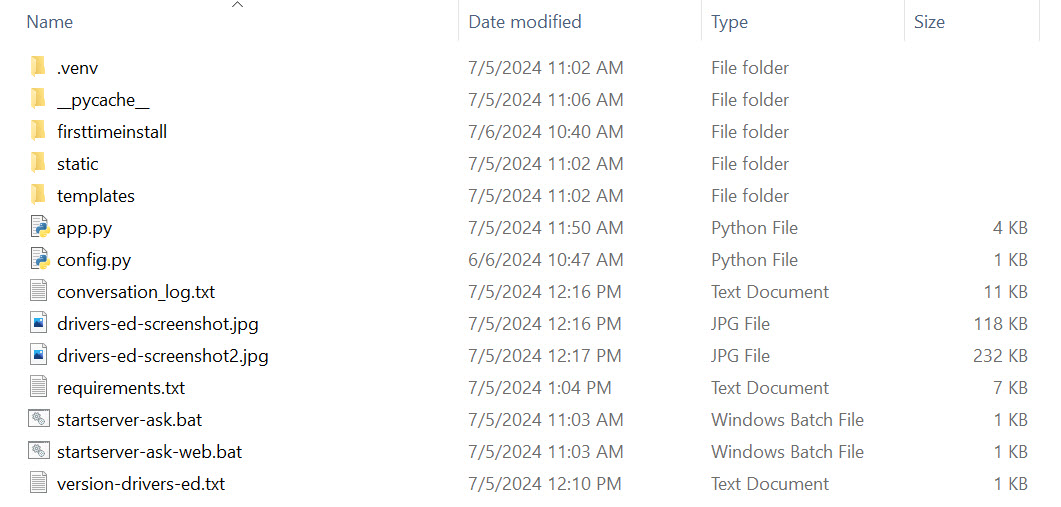 Name Date modified Type Size
.venv 7/5/2024 11:02 AM File folder
__pycache__ 7/5/2024 11:06 AM File folder
firsttimeinstall 7/6/2024 10:40 AM File folder
static 7/5/2024 11:02 AM File folder
templates 7/5/2024 11:02 AM File folder
app.py 7/5/2024 11:50 AM Python File 4 KB
config.py 6/6/2024 10:47 AM Python File 1 KB
conversation_log.txt 7/5/2024 12:16 PM Text Document 11 KB
drivers-ed-screenshot.jpg 7/5/2024 12:16 PM JPG File 118 KB
drivers-ed-screenshot2.jpg 7/5/2024 12:17 PM JPG File 232 KB
requirements.txt 7/5/2024 1:04 PM Text Document 7 KB
startserver-ask.bat 7/5/2024 11:03 AM Windows Batch File 1 KB
startserver-ask-web.bat 7/5/2024 11:03 AM Windows Batch File 1 KB
version-drivers-ed.txt 7/5/2024 12:10 PM Text Document 1 KB